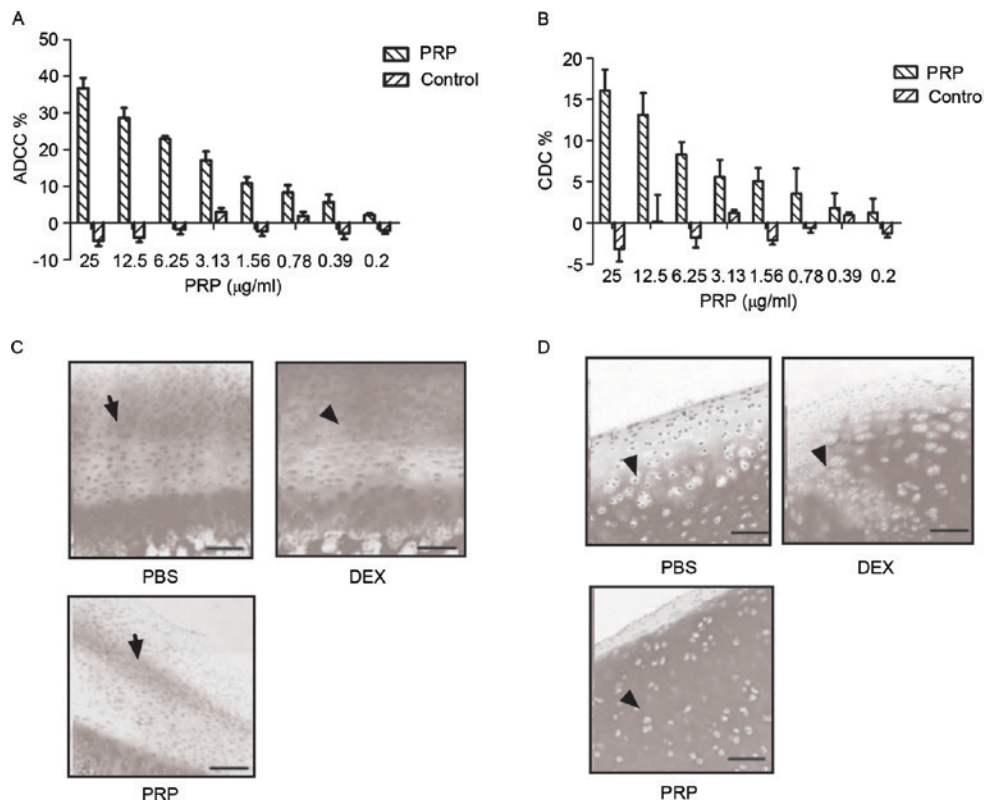 A
50
40
30
20
10
0
-10
ADCC %
PRP
Control
25 12.5 6.25 3.13 1.56 0.78 0.39 0.2
PRP (μg/ml)
B
20
15
10
5
0
-5
CDC %
PRP
Control
25 12.5 6.25 3.13 1.56 0.78 0.39 0.2
PRP (μg/ml)
C
PBS
DEX
PRP
D
PBS
DEX
PRP